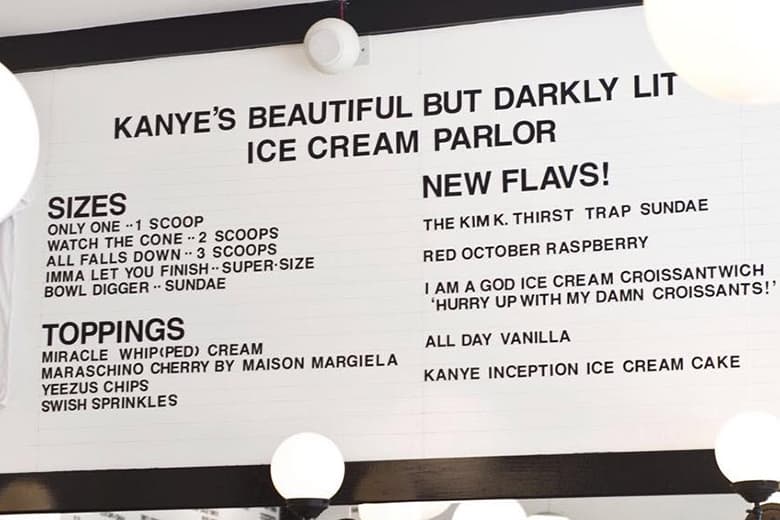 KANYE'S BEAUTIFUL BUT DARKLY LIT
ICE CREAM PARLOR
SIZES
ONLY ONE ·· 1 SCOOP
WATCH THE CONE ·· 2 SCOOPS
ALL FALLS DOWN ·· 3 SCOOPS
IMMA LET YOU FINISH ·· SUPER·SIZE
BOWL DIGGER ·· SUNDAE
TOPPINGS
MIRACLE WHIP(PED) CREAM
MARASCHINO CHERRY BY MAISON MARGIELA
YEEZUS CHIPS
SWISH SPRINKLES
NEW FLAVS!
THE KIM K. THIRST TRAP SUNDAE
RED OCTOBER RASPBERRY
I AM A GOD ICE CREAM CROISSANTWICH
'HURRY UP WITH MY DAMN CROISSANTS!'
ALL DAY VANILLA
KANYE INCEPTION ICE CREAM CAKE